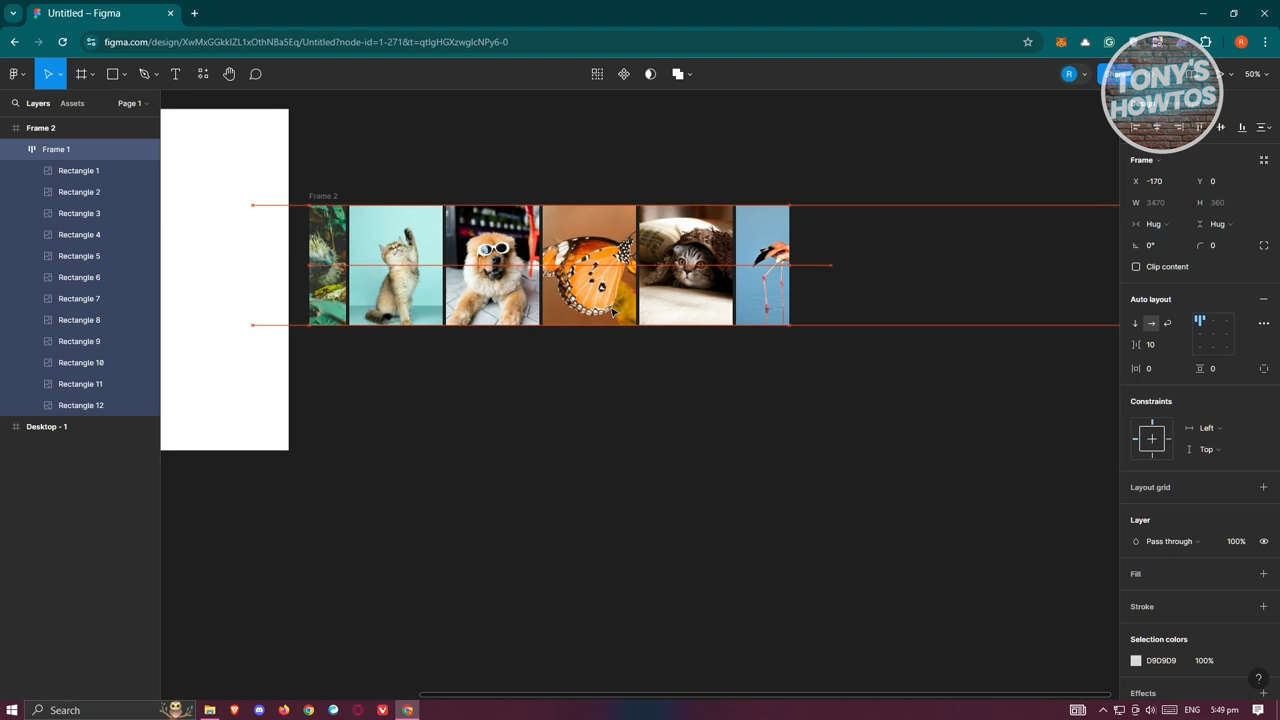 Untitled – Figma
figma.com/design/XwMxGGkkIZL1xOthNBa5Eq/Untitled?node-id=1-271&t=qtIgHGXzwglcNPy6-0
R
R
50%
TONY'S
HOWTOS
Layers
Assets
Page 1
Frame 2
Frame 1
Rectangle 1
Rectangle 2
Rectangle 3
Rectangle 4
Rectangle 5
Rectangle 6
Rectangle 7
Rectangle 8
Rectangle 9
Rectangle 10
Rectangle 11
Rectangle 12
Desktop - 1
Frame 2
Frame
X -170 Y 0
W 3470 H 360
Hug Hug
0° 0
Clip content
Auto layout
10
0 0
Constraints
Left
Top
Layout grid
Layer
Pass through 100%
Fill
Stroke
Selection colors
D9D9D9 100%
Effects
?
Search
ENG
5:49 pm